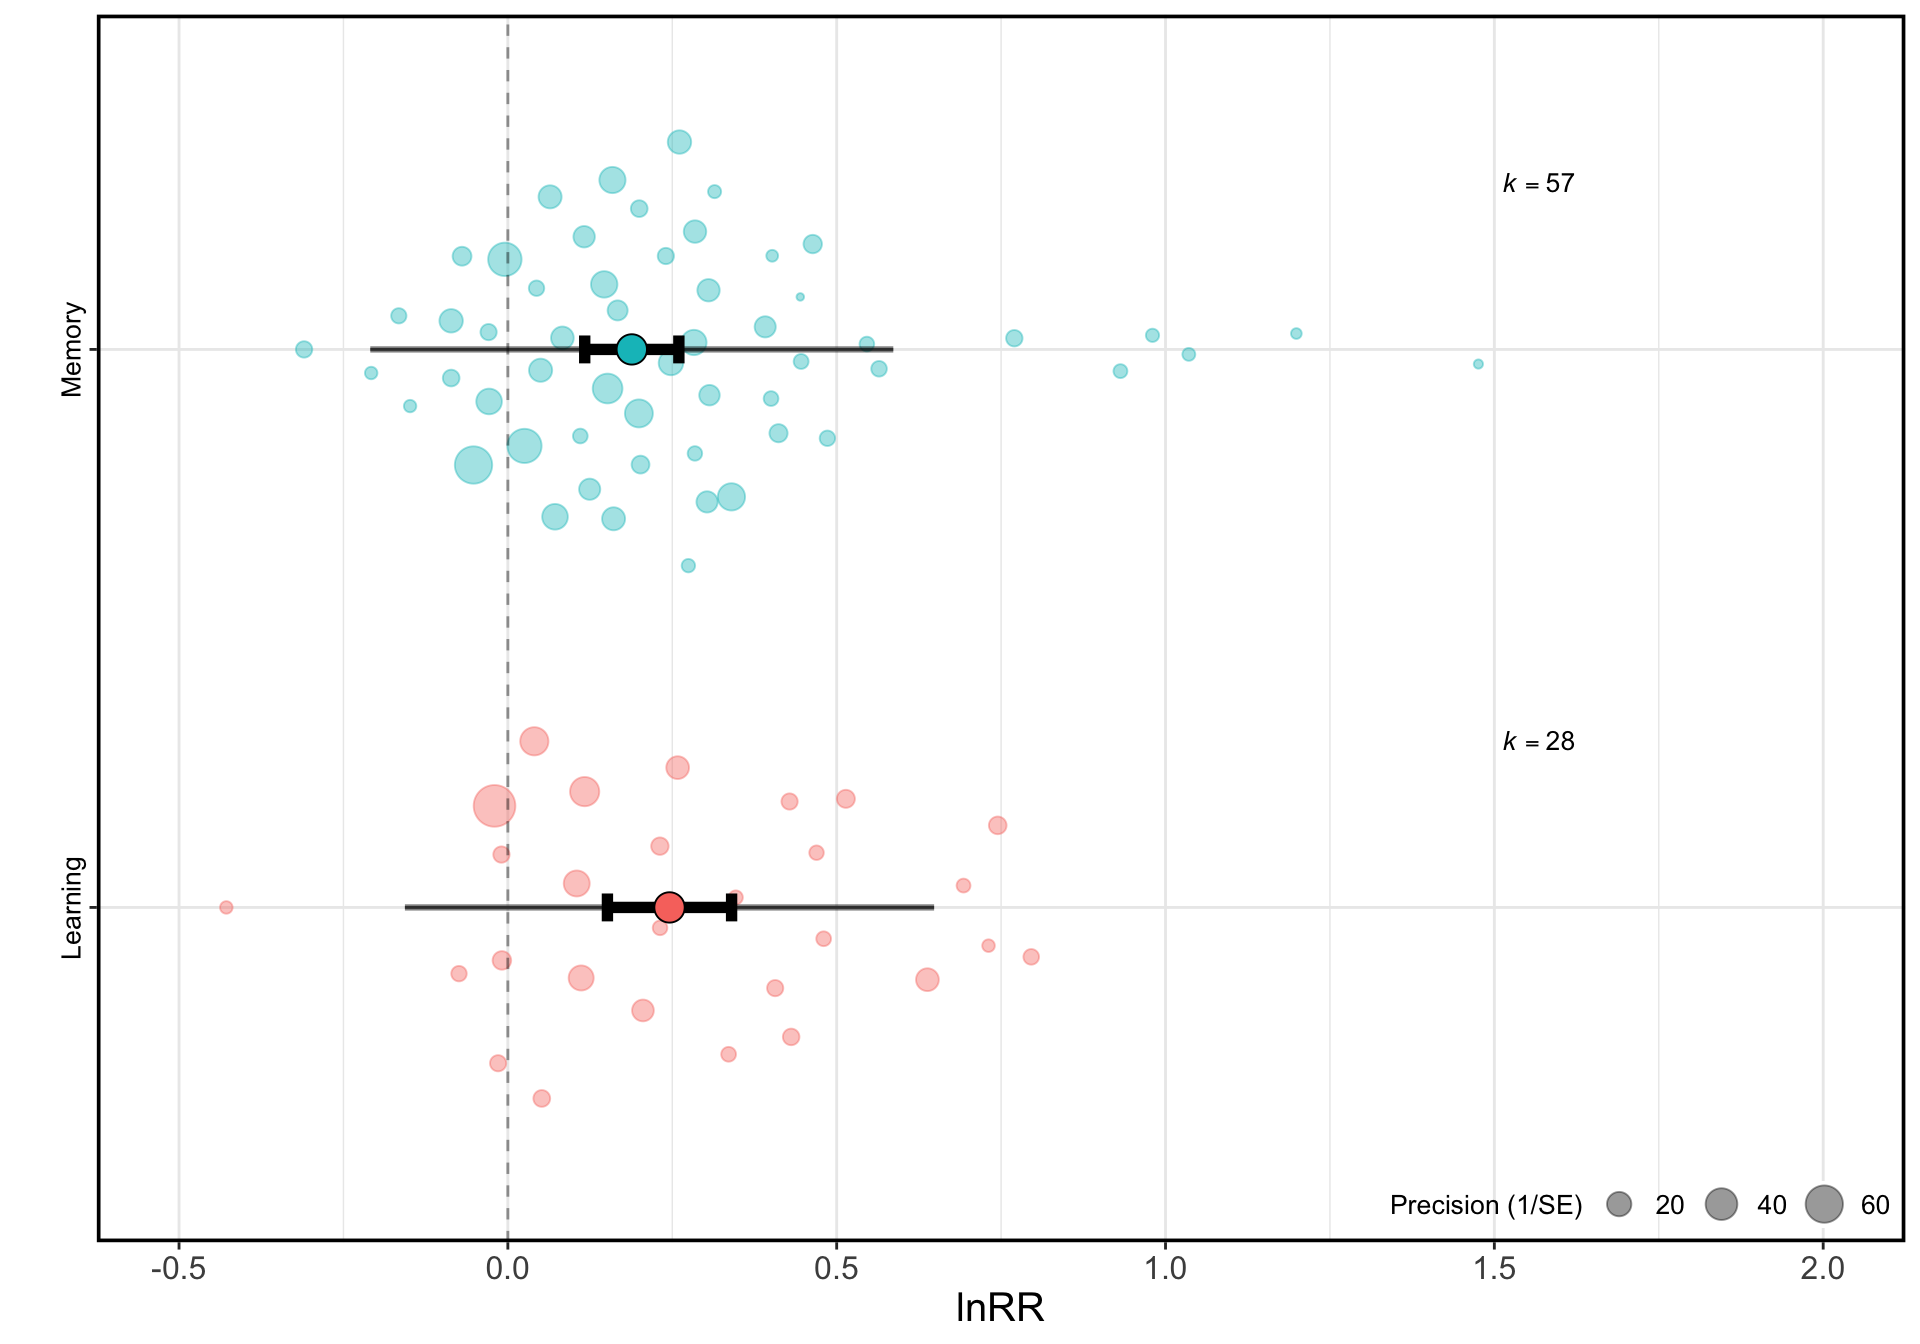 k = 57
Memory
k = 28
Learning
Precision (1/SE) 20 40 60
-0.5 0.0 0.5 1.0 1.5 2.0
lnRR